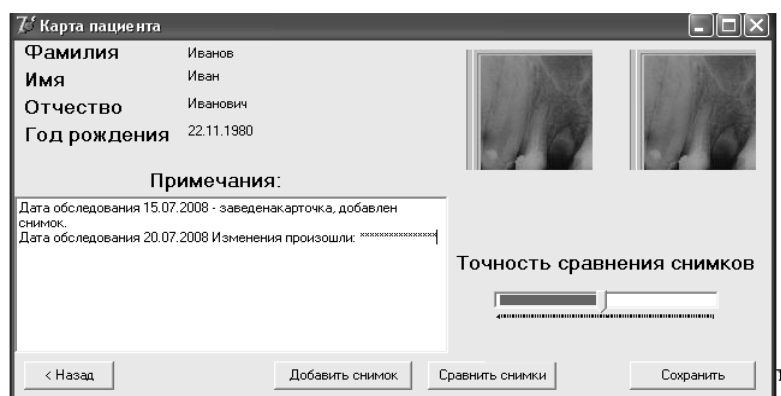 Карта пациента
Фамилия Иванов
Имя Иван
Отчество Иванович
Год рождения 22.11.1980
Примечания:
Дата обследования 15.07.2008 - заведенакарточка, добавлен
снимок.
Дата обследования 20.07.2008 Изменения произошли: ****************
Точность сравнения снимков
< Назад Добавить снимок Сравнить снимки Сохранить